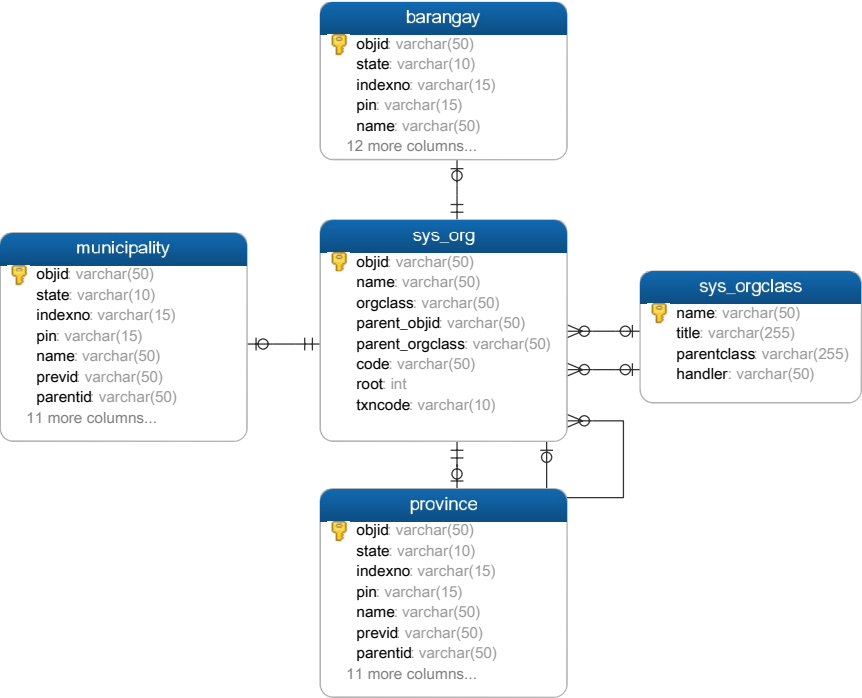 barangay
objid: varchar(50)
state: varchar(10)
indexno: varchar(15)
pin: varchar(15)
name: varchar(50)
12 more columns...
municipality
objid: varchar(50)
state: varchar(10)
indexno: varchar(15)
pin: varchar(15)
name: varchar(50)
previd: varchar(50)
parentid: varchar(50)
11 more columns...
sys_org
objid: varchar(50)
name: varchar(50)
orgclass: varchar(50)
parent_objid: varchar(50)
parent_orgclass: varchar(50)
code: varchar(50)
root: int
txncode: varchar(10)
sys_orgclass
name: varchar(50)
title: varchar(255)
parentclass: varchar(255)
handler: varchar(50)
province
objid: varchar(50)
state: varchar(10)
indexno: varchar(15)
pin: varchar(15)
name: varchar(50)
previd: varchar(50)
parentid: varchar(50)
11 more columns...